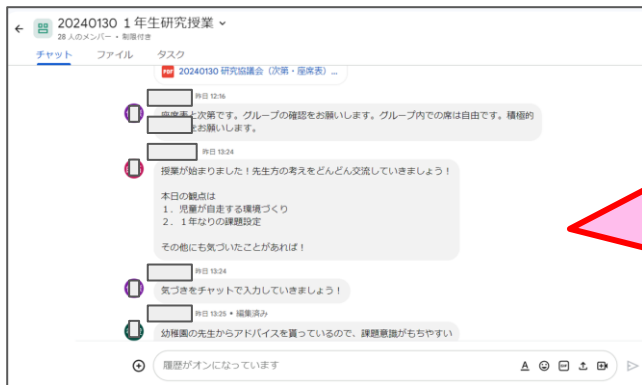 20240130 1年生研究授業
28 人のメンバー • 制限付き
チャット ファイル タスク
PDF 20240130 研究協議会（次第・座席表）...
昨日 12:16
座席表と次第です。グループの確認をお願いします。グループ内での席は自由です。積極的
をお願いします。
昨日 13:24
授業が始まりました！先生方の考えをどんどん交流していきましょう！
本日の観点は
１．児童が自走する環境づくり
２．１年なりの課題設定
その他にも気づいたことがあれば！
昨日 13:24
気づきをチャットで入力していきましょう！
昨日 13:25 • 編集済み
幼稚園の先生からアドバイスを貰っているので、課題意識がもちやすい
履歴がオンになっています